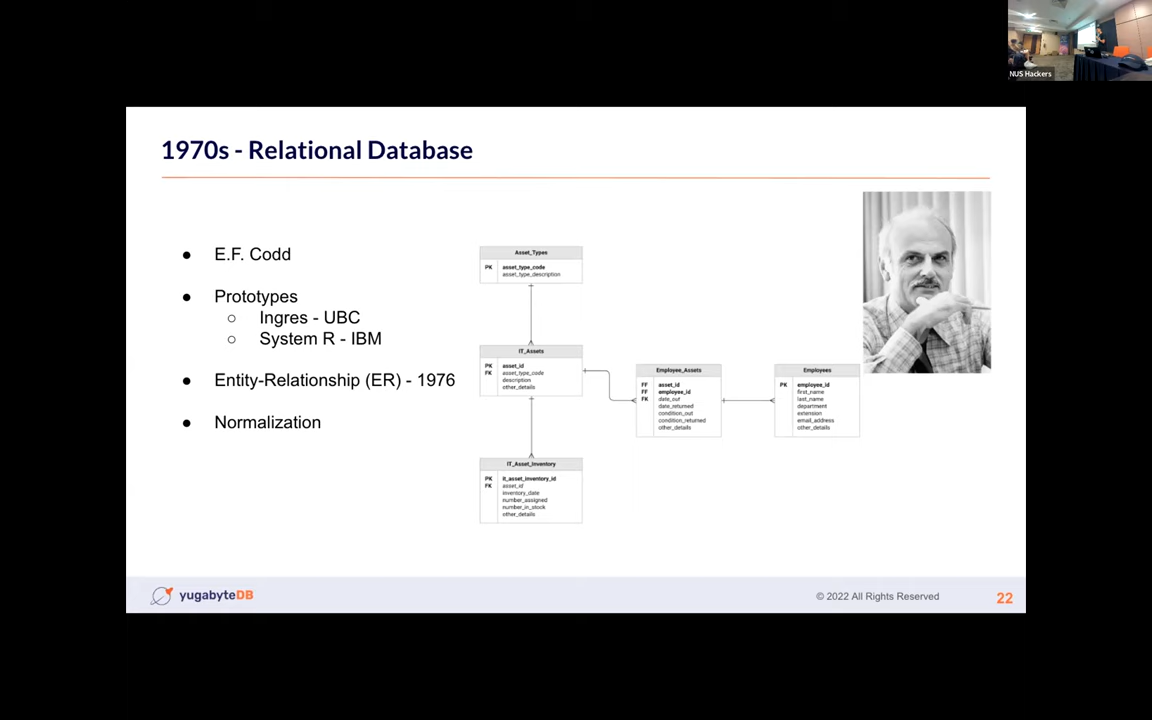 NUS Hackers
1970s - Relational Database
● E.F. Codd
● Prototypes
○ Ingres - UBC
○ System R - IBM
● Entity-Relationship (ER) - 1976
● Normalization
Asset_Types
PK asset_type_code
asset_type_description
IT_Assets
PK asset_id
FK asset_type_code
description
other_details
Employee_Assets
FF asset_id
FF employee_id
FK date_out
date_returned
condition_out
condition_returned
other_details
Employees
PK employee_id
first_name
last_name
department
extension
email_address
other_details
IT_Asset_Inventory
PK it_asset_inventory_id
FK asset_id
inventory_date
number_assigned
number_in_stock
other_details
yugabyteDB
© 2022 All Rights Reserved
22